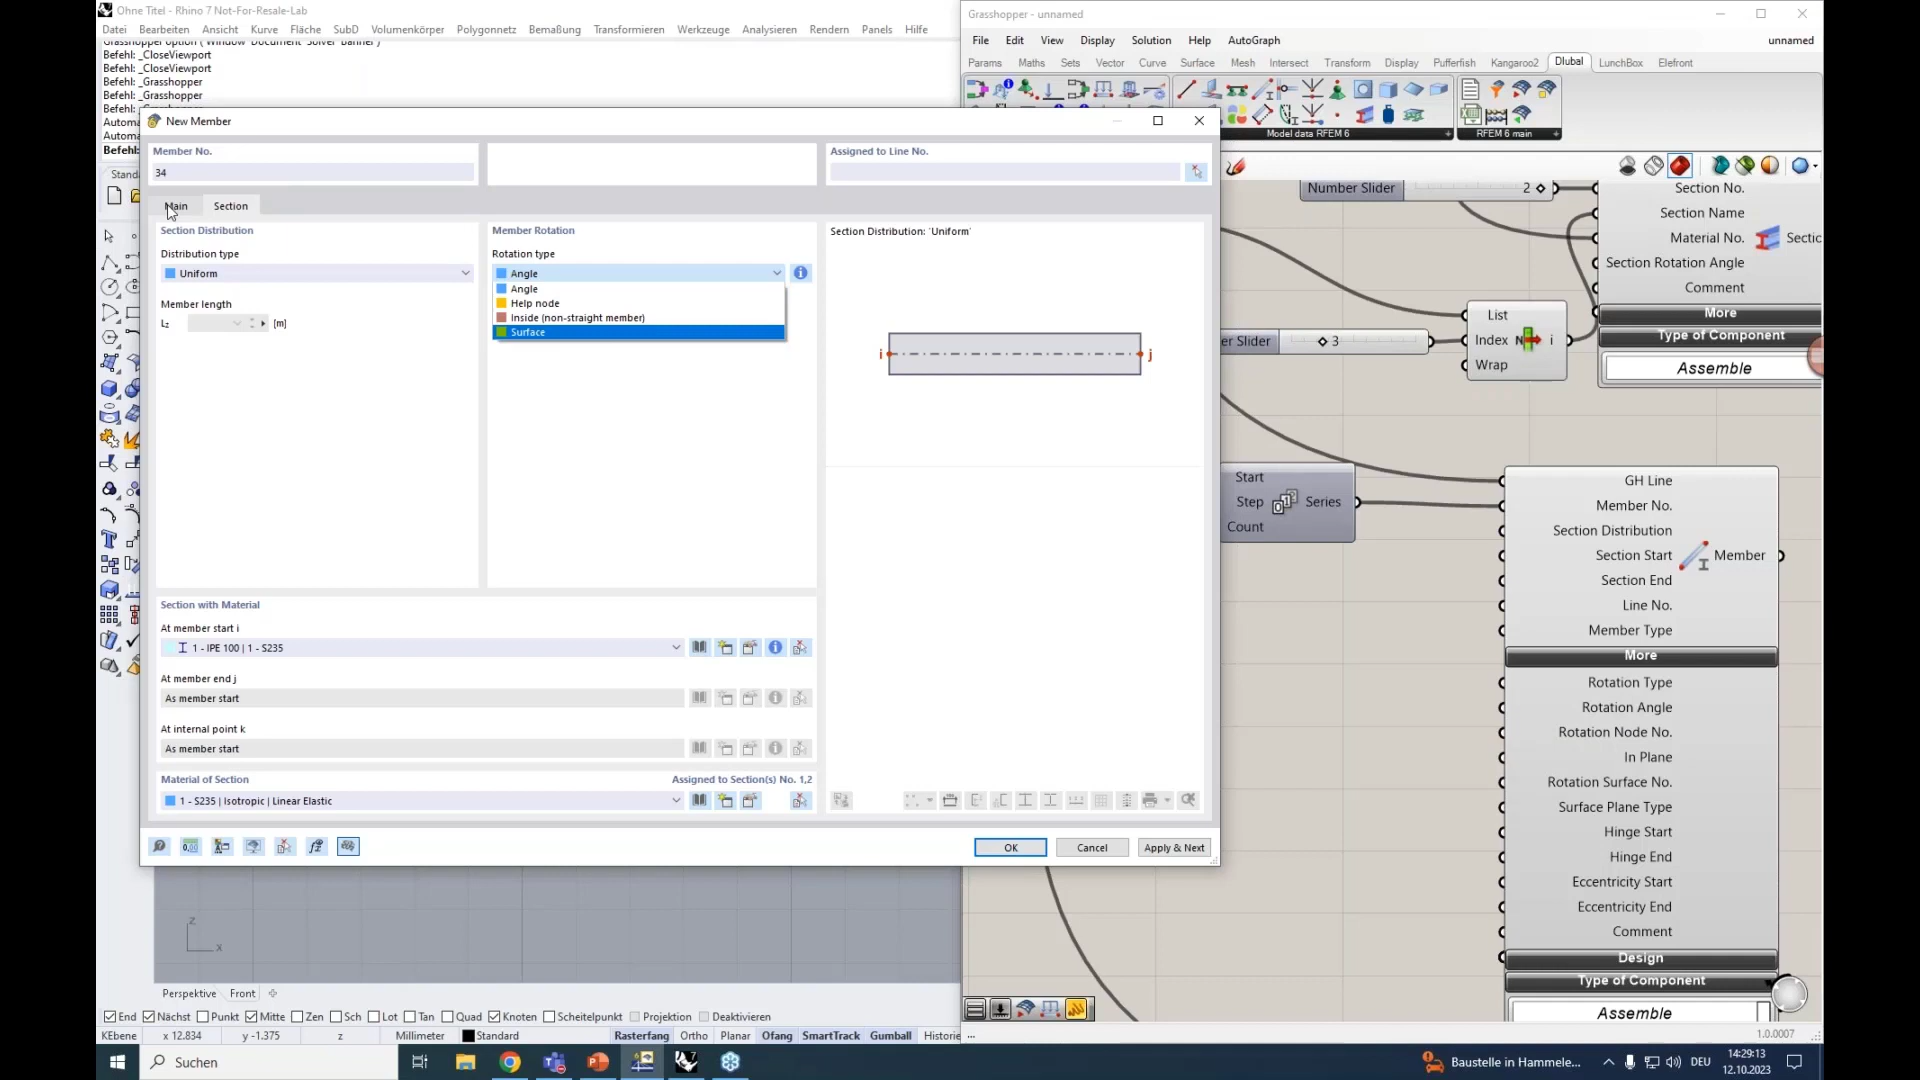 Ohne Titel - Rhino 7 Not-For-Resale-Lab
Datei Bearbeiten Ansicht Kurve Fläche SubD Volumenkörper Polygonnetz Bemaßung Transformieren Werkzeuge Analysieren Rendern Panels Hilfe
Befehl: _CloseViewport
Befehl: _CloseViewport
Befehl: _Grasshopper
Befehl: _Grasshopper
Befehl: _Grasshopper
Autom
Autom
Befehl:
Stand
New Member
Member No.
34
Assigned to Line No.
Main
Section
Section Distribution
Distribution type
Uniform
Member length
Lz
[m]
Member Rotation
Rotation type
Angle
Angle
Help node
Inside (non-straight member)
Surface
Section Distribution: 'Uniform'
i
j
Section with Material
At member start i
1 - IPE 100 | 1 - S235
At member end j
As member start
At internal point k
As member start
Material of Section
Assigned to Section(s) No. 1,2
1 - S235 | Isotropic | Linear Elastic
OK
Cancel
Apply & Next
z
x
Perspektive
Front
End Nächst Punkt Mitte Zen Sch Lot Tan Quad Knoten Scheitelpunkt Projektion Deaktivieren
KEbene x 12.834 y -1.375 z Millimeter Standard Rasterfang Ortho Planar Ofang SmartTrack Gumball Historie
Grasshopper - unnamed
File Edit View Display Solution Help AutoGraph
unnamed
Params Maths Sets Vector Curve Surface Mesh Intersect Transform Display Pufferfish Kangaroo2 Dlubal LunchBox Elefront
Model data RFEM 6
RFEM 6 main
Number Slider
2
Section No.
Section Name
Material No.
Sectic
Section Rotation Angle
Comment
More
Type of Component
Assemble
er Slider
3
List
Index
i
Wrap
Start
Step
Series
Count
GH Line
Member No.
Section Distribution
Section Start
Member
Section End
Line No.
Member Type
More
Rotation Type
Rotation Angle
Rotation Node No.
In Plane
Rotation Surface No.
Surface Plane Type
Hinge Start
Hinge End
Eccentricity Start
Eccentricity End
Comment
Design
Type of Component
Assemble
...
1.0.0007
Suchen
Baustelle in Hammele...
DEU
14:29:13
12.10.2023